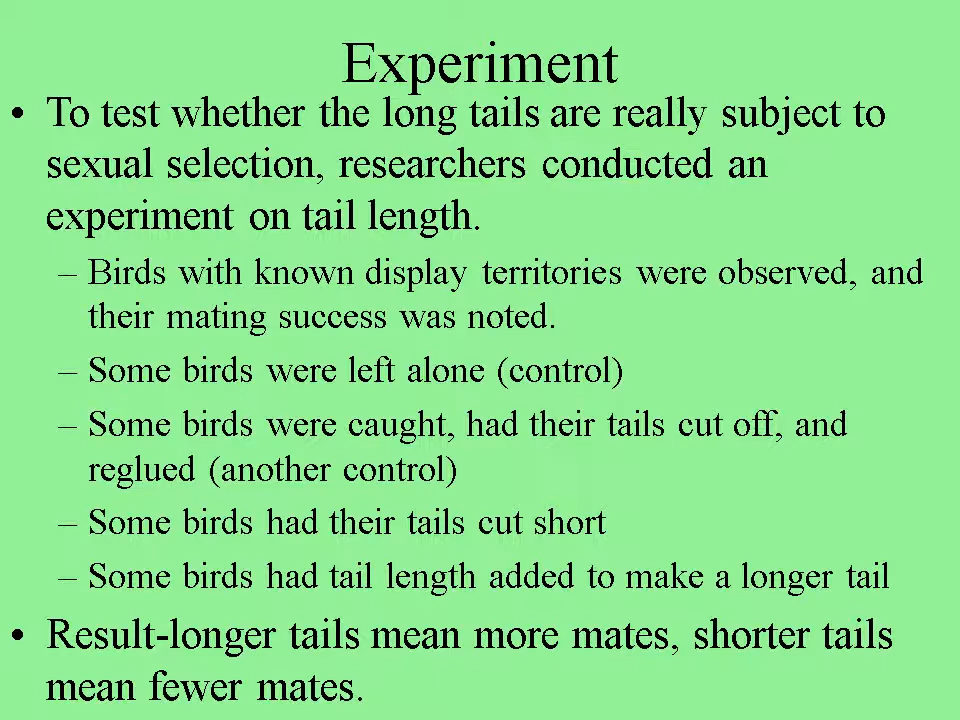 Experiment
• To test whether the long tails are really subject to
sexual selection, researchers conducted an
experiment on tail length.
– Birds with known display territories were observed, and
their mating success was noted.
– Some birds were left alone (control)
– Some birds were caught, had their tails cut off, and
reglued (another control)
– Some birds had their tails cut short
– Some birds had tail length added to make a longer tail
• Result-longer tails mean more mates, shorter tails
mean fewer mates.